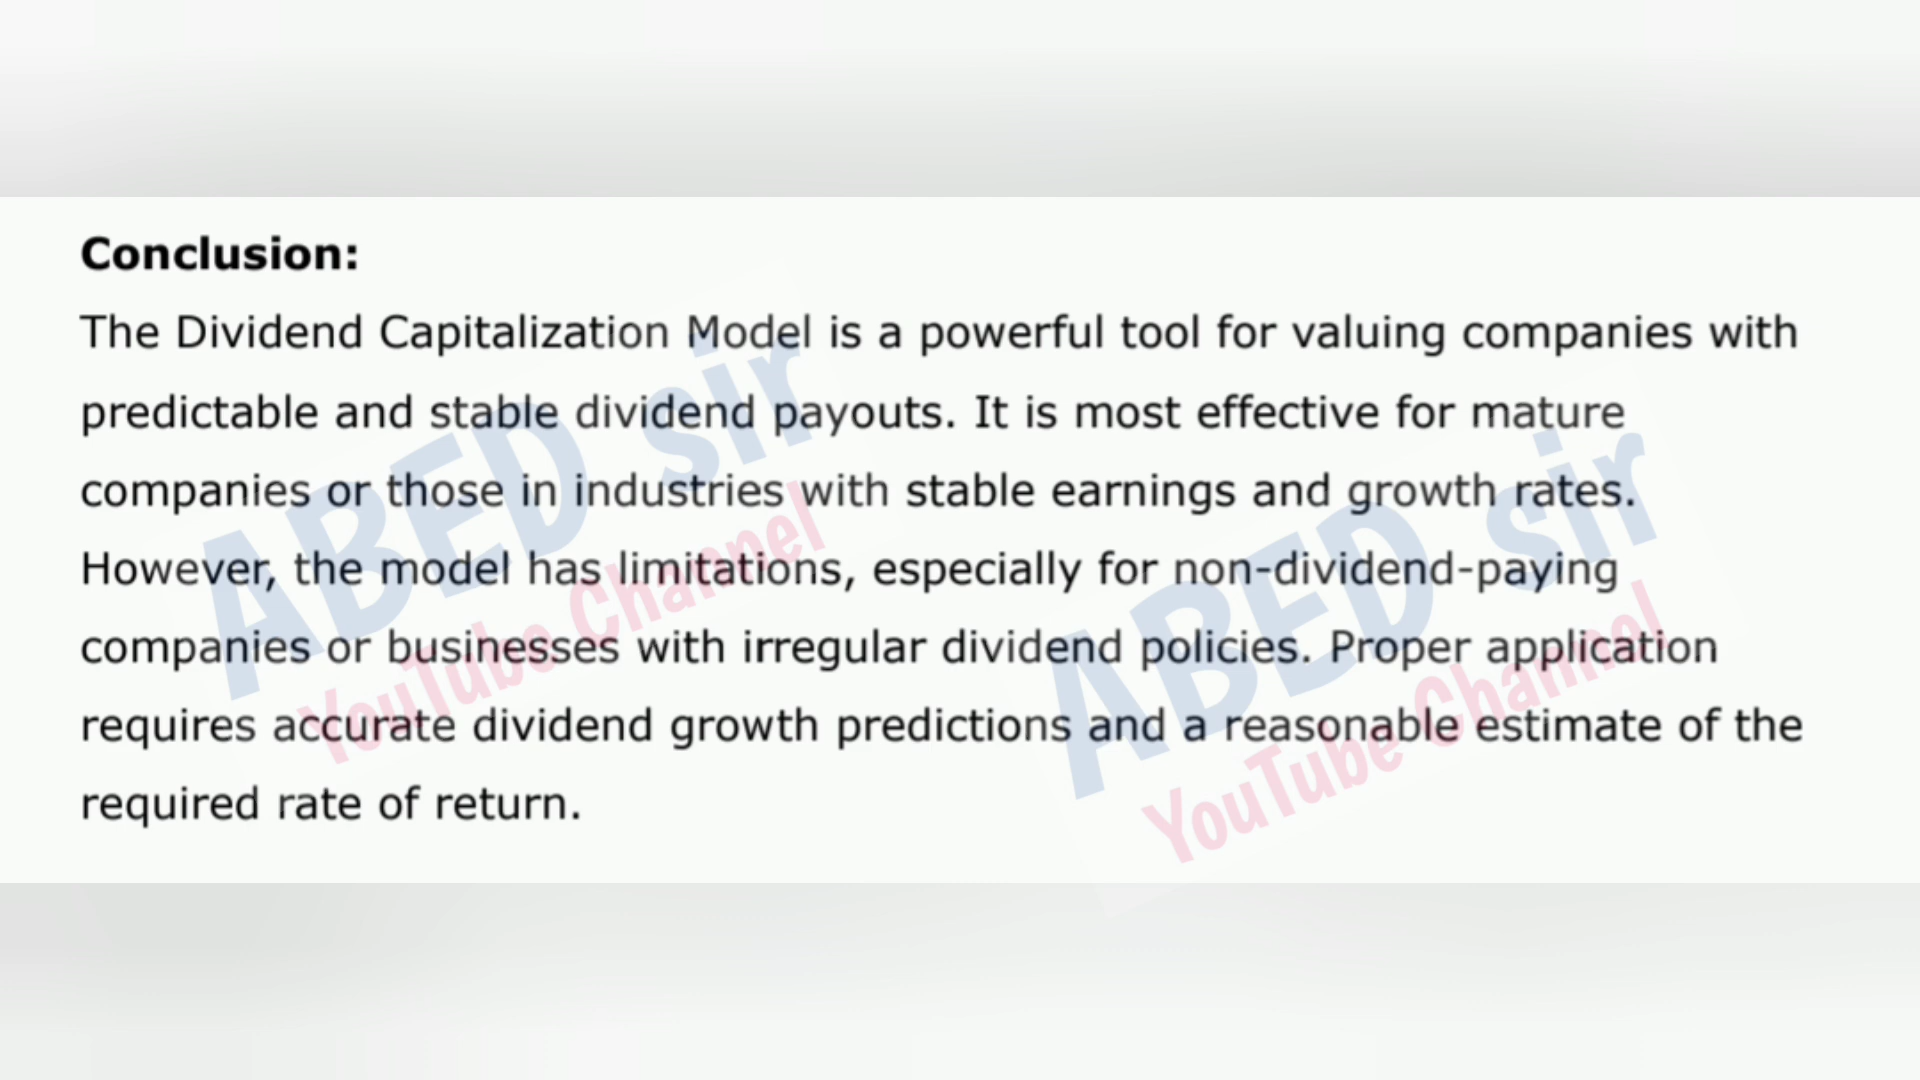 Conclusion:
The Dividend Capitalization Model is a powerful tool for valuing companies with
predictable and stable dividend payouts. It is most effective for mature
companies or those in industries with stable earnings and growth rates.
However, the model has limitations, especially for non-dividend-paying
companies or businesses with irregular dividend policies. Proper application
requires accurate dividend growth predictions and a reasonable estimate of the
required rate of return.
ABED sir
YouTube Channel
ABED sir
YouTube Channel